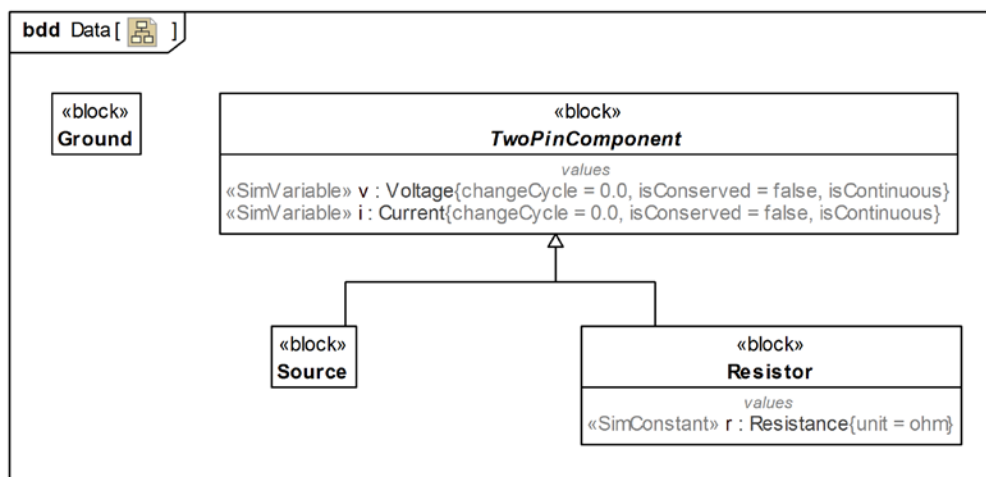 bdd Data [ ]
«block»
Ground
«block»
TwoPinComponent
values
«SimVariable» v : Voltage{changeCycle = 0.0, isConserved = false, isContinuous}
«SimVariable» i : Current{changeCycle = 0.0, isConserved = false, isContinuous}
«block»
Source
«block»
Resistor
values
«SimConstant» r : Resistance{unit = ohm}